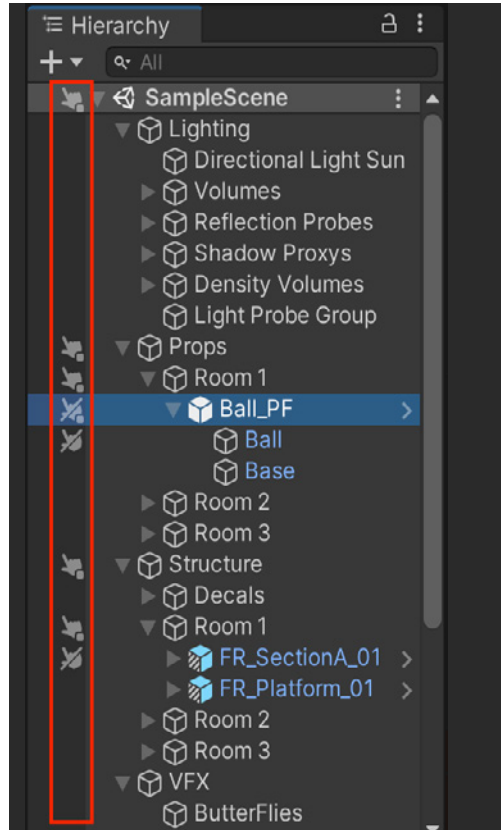 Hierarchy
All
SampleScene
Lighting
Directional Light Sun
Volumes
Reflection Probes
Shadow Proxys
Density Volumes
Light Probe Group
Props
Room 1
Ball_PF
Ball
Base
Room 2
Room 3
Structure
Decals
Room 1
FR_SectionA_01
FR_Platform_01
Room 2
Room 3
VFX
ButterFlies